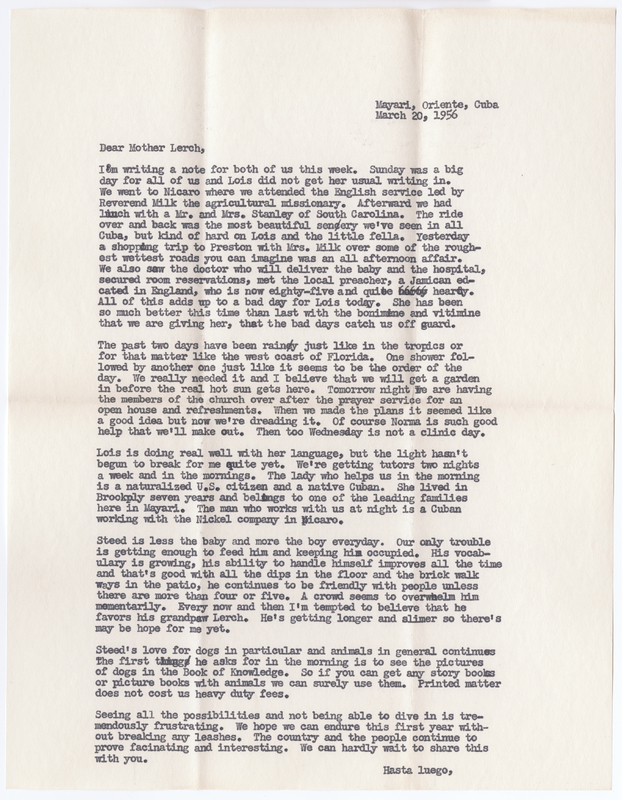 Mayari, Oriente, Cuba
March 20, 1956
Dear Mother Lerch,
I'm writing a note for both of us this week. Sunday was a big
day for all of us and Lois did not get her usual writing in.
We went to Nicaro where we attended the English service led by
Reverend Milk the agricultural missionary. Afterward we had
lunch with a Mr. and Mrs. Stanley of South Carolina. The ride
over and back was the most beautiful senery we've seen in all
Cuba, but kind of hard on Lois and the little fella. Yesterday
a shopping trip to Preston with Mrs. Milk over some of the rough-
est wettest roads you can imagine was an all afternoon affair.
We also saw the doctor who will deliver the baby and the hospital,
secured room reservations, met the local preacher, a Jamican ed-
cated in England, who is now eighty-five and quite hearty.
All of this adds up to a bad day for Lois today. She has been
so much better this time than last with the bonimine and vitimine
that we are giving her, that the bad days catch us off guard.
The past two days have been rainy just like in the tropics or
for that matter like the west coast of Florida. One shower fol-
lowed by another one just like it seems to be the order of the
day. We really needed it and I believe that we will get a garden
in before the real hot sun gets here. Tomorrow night we are having
the members of the church over after the prayer service for an
open house and refreshments. When we made the plans it seemed like
a good idea but now we're dreading it. Of course Norma is such good
help that we'll make out. Then too Wednesday is not a clinic day.
Lois is doing real well with her language, but the light hasn't
begun to break for me quite yet. We're getting tutors two nights
a week and in the mornings. The lady who helps us in the morning
is a naturalized U.S. citizen and a native Cuban. She lived in
Brookply seven years and belongs to one of the leading families
here in Mayari. The man who works with us at night is a Cuban
working with the Nickel company in Nicaro.
Steed is less the baby and more the boy everyday. Our only trouble
is getting enough to feed him and keeping him occupied. His vocab-
ulary is growing, his ability to handle himself improves all the time
and that's good with all the dips in the floor and the brick walk
ways in the patio, he continues to be friendly with people unless
there are more than four or five. A crowd seems to overwhelm him
momentarily. Every now and then I'm tempted to believe that he
favors his grandpaw Lerch. He's getting longer and slimer so there's
may be hope for me yet.
Steed's love for dogs in particular and animals in general continues
The first things he asks for in the morning is to see the pictures
of dogs in the Book of Knowledge. So if you can get any story books
or picture books with animals we can surely use them. Printed matter
does not cost us heavy duty fees.
Seeing all the possibilities and not being able to dive in is tre-
mendously frustrating. We hope we can endure this first year with-
out breaking any leashes. The country and the people continue to
prove facinating and interesting. We can hardly wait to share this
with you.
Hasta luego,